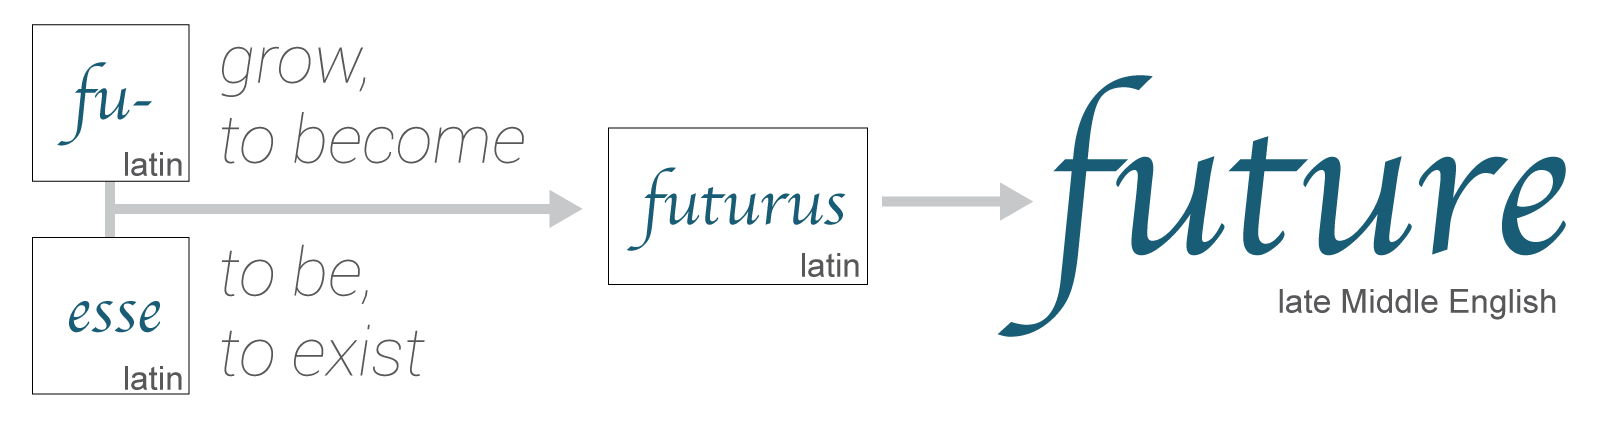 fu-
latin
grow,
to become
esse
latin
to be,
to exist
futurus
latin
future
late Middle English